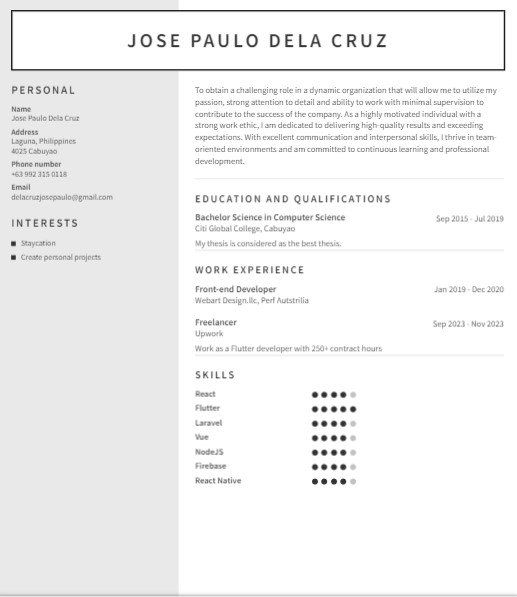 JOSE PAULO DELA CRUZ
PERSONAL
Name
Jose Paulo Dela Cruz
Address
Laguna, Philippines
4025 Cabuyao
Phone number
+63 992 315 0118
Email
delacruzjosepaulo@gmail.com
INTERESTS
Staycation
Create personal projects
To obtain a challenging role in a dynamic organization that will allow me to utilize my
passion, strong attention to detail and ability to work with minimal supervision to
contribute to the success of the company. As a highly motivated individual with a
strong work ethic, I am dedicated to delivering high-quality results and exceeding
expectations. With excellent communication and interpersonal skills, I thrive in team-
oriented environments and am committed to continuous learning and professional
development.
EDUCATION AND QUALIFICATIONS
Bachelor Science in Computer Science Sep 2015 - Jul 2019
Citi Global College, Cabuyao
My thesis is considered as the best thesis.
WORK EXPERIENCE
Front-end Developer Jan 2019 - Dec 2020
Webart Design.llc, Perf Autstrilia
Freelancer Sep 2023 - Nov 2023
Upwork
Work as a Flutter developer with 250+ contract hours
SKILLS
React
Flutter
Laravel
Vue
NodeJS
Firebase
React Native